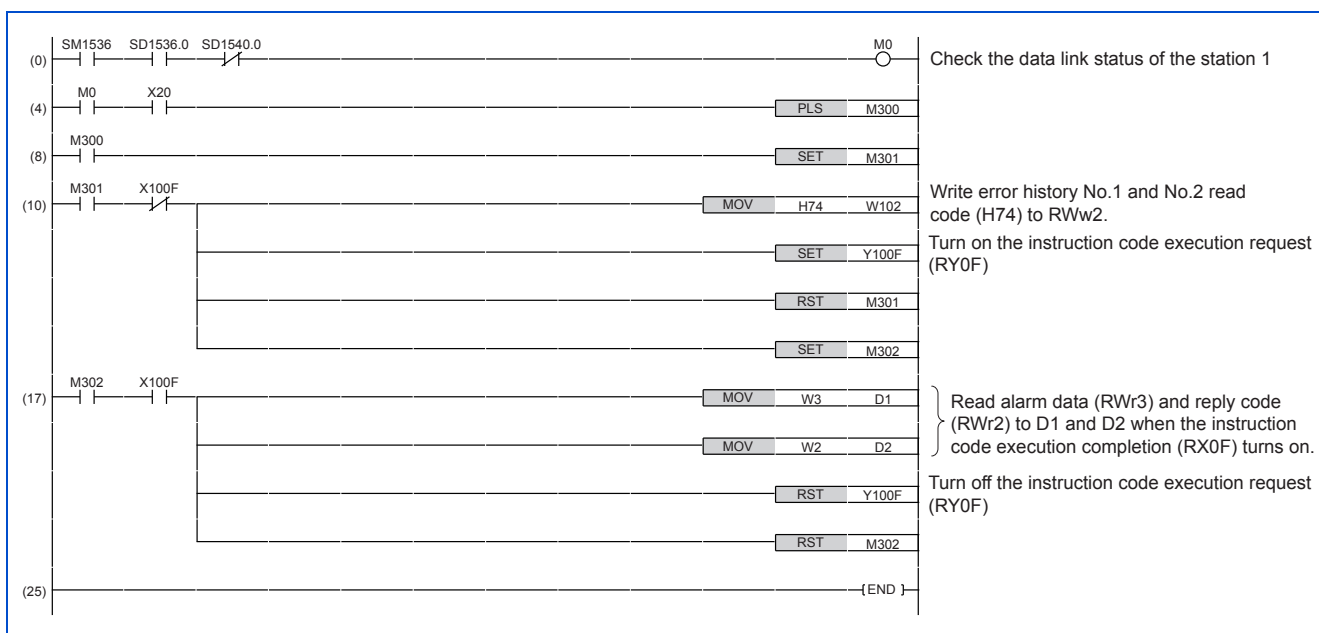 SM1536 SD1536.0 SD1540.0 M0
(0) Check the data link status of the station 1
M0 X20
(4) PLS M300
M300
(8) SET M301
M301 X100F
(10) MOV H74 W102
Write error history No.1 and No.2 read
code (H74) to RWw2.
SET Y100F
Turn on the instruction code execution request
(RY0F)
RST M301
SET M302
M302 X100F
(17) MOV W3 D1
MOV W2 D2
Read alarm data (RWr3) and reply code
(RWr2) to D1 and D2 when the instruction
code execution completion (RX0F) turns on.
RST Y100F
Turn off the instruction code execution request
(RY0F)
RST M302
(25) END